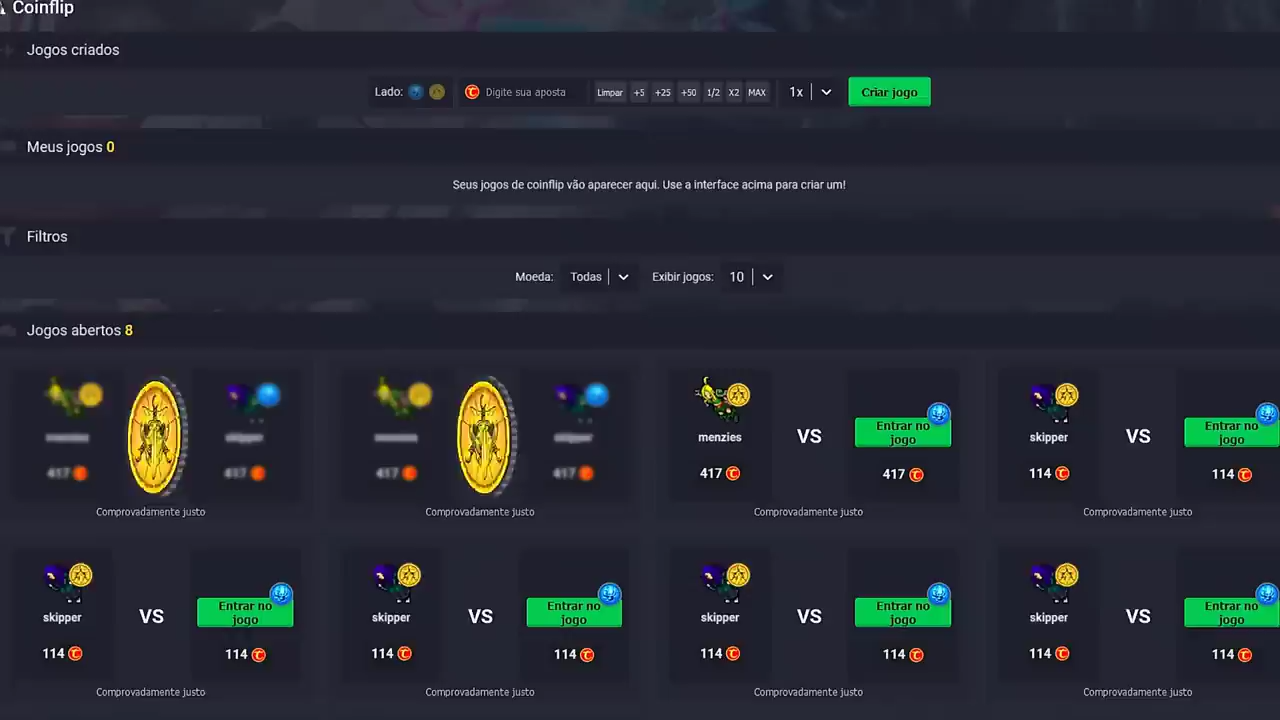 Coinflip
Jogos criados
Lado: Digite sua aposta Limpar +5 +25 +50 1/2 X2 MAX 1x Criar jogo
Meus jogos 0
Seus jogos de coinflip vão aparecer aqui. Use a interface acima para criar um!
Filtros
Moeda: Todas Exibir jogos: 10
Jogos abertos 8
417 417
Comprovadamente justo
417 417
Comprovadamente justo
menzies
417
VS
Entrar no
jogo
417
Comprovadamente justo
skipper
114
VS
Entrar no
jogo
114
Comprovadamente justo
skipper
114
VS
Entrar no
jogo
114
Comprovadamente justo
skipper
114
VS
Entrar no
jogo
114
Comprovadamente justo
skipper
114
VS
Entrar no
jogo
114
Comprovadamente justo
skipper
114
VS
Entrar no
jogo
114
Comprovadamente justo